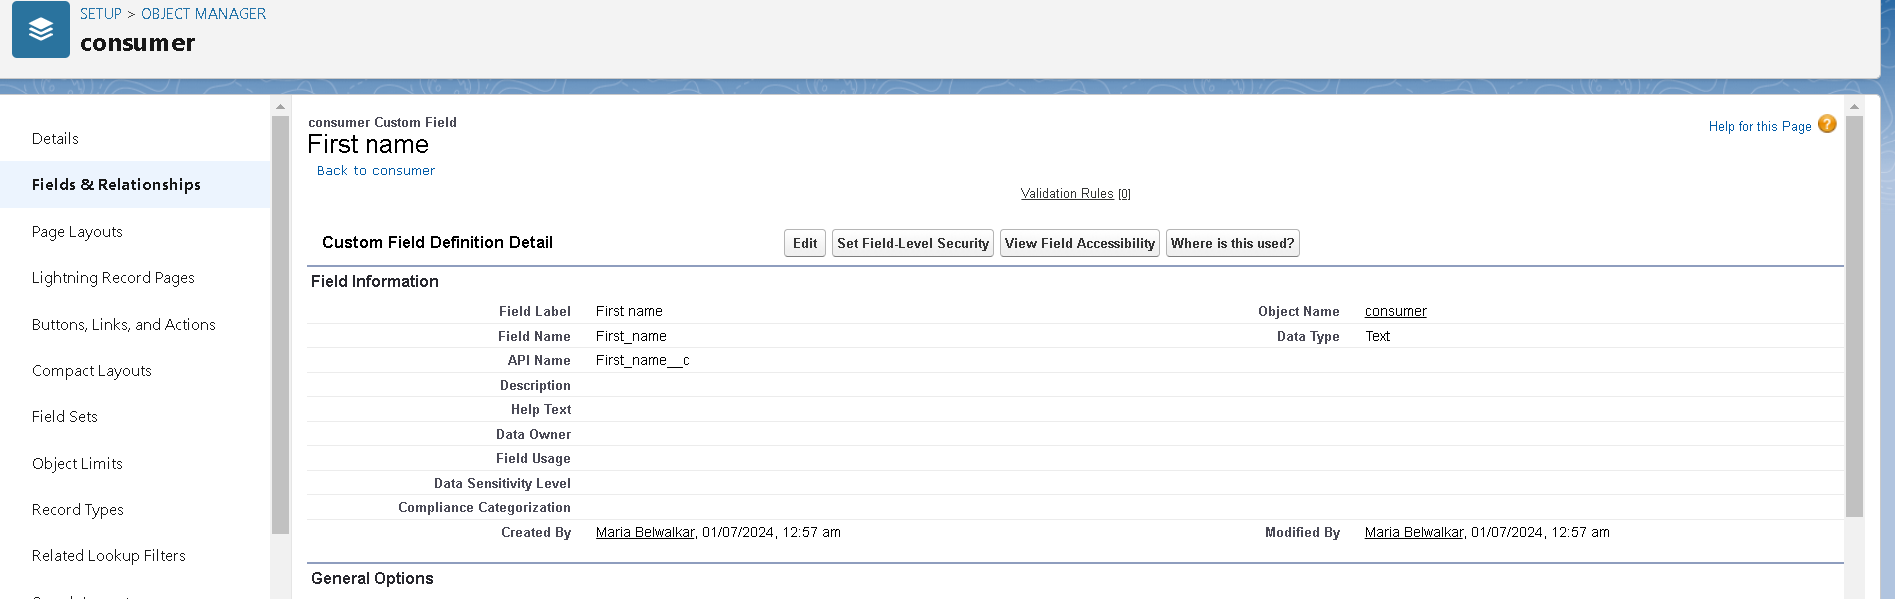 SETUP > OBJECT MANAGER
consumer
Details
Fields & Relationships
Page Layouts
Lightning Record Pages
Buttons, Links, and Actions
Compact Layouts
Field Sets
Object Limits
Record Types
Related Lookup Filters
consumer Custom Field
First name
Back to consumer
Help for this Page ?
Validation Rules [0]
Custom Field Definition Detail Edit Set Field-Level Security View Field Accessibility Where is this used?
Field Information
Field Label First name Object Name consumer
Field Name First_name Data Type Text
API Name First_name__c
Description
Help Text
Data Owner
Field Usage
Data Sensitivity Level
Compliance Categorization
Created By Maria Belwalkar, 01/07/2024, 12:57 am Modified By Maria Belwalkar, 01/07/2024, 12:57 am
General Options